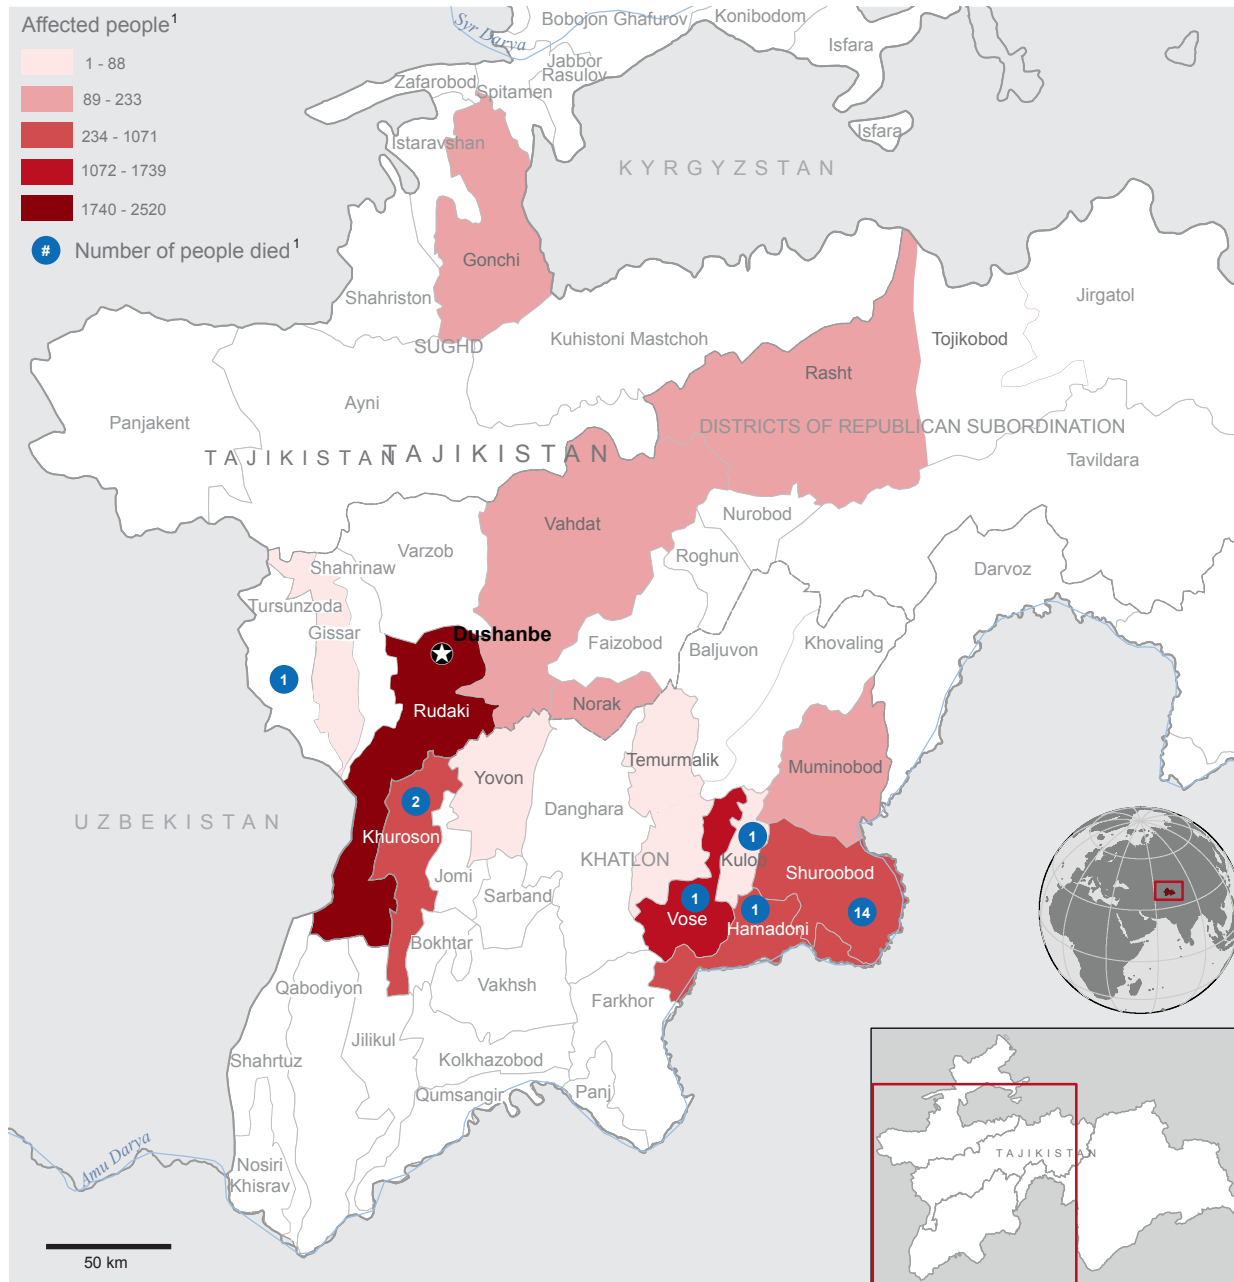 Affected people1
1 - 88
89 - 233
234 - 1071
1072 - 1739
1740 - 2520
# Number of people died1
Syr Darya
Bobojon Ghafurov
Konibodom
Isfara
Jabbor
Rasulov
Zafarobod
Spitamen
Istaravshan
Isfara
KYRGYZSTAN
Gonchi
Shahriston
SUGHD
Kuhistoni Mastchoh
Tojikobod
Jirgatol
Rasht
Panjakent
Ayni
DISTRICTS OF REPUBLICAN SUBORDINATION
TAJIKISTAN
TAJIKISTAN
Tavildara
Vahdat
Nurobod
Varzob
Roghun
Shahrinaw
Darvoz
Tursunzoda
Gissar
Dushanbe
Faizobod
Baljuvon
Khovaling
1
Rudaki
Norak
Temurmalik
Muminobod
Yovon
2
Danghara
UZBEKISTAN
Khuroson
1
KHATLON
Kulob
Jomi
Sarband
Shuroobod
1
1
14
Vose
Hamadoni
Bokhtar
Qabodiyon
Vakhsh
Farkhor
Jilikul
Shahrtuz
Kolkhazobod
Qumsangir
Panj
Amu Darya
Nosiri
Khisrav
TAJIKISTAN
50 km